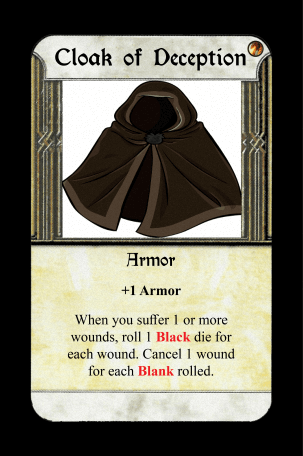 Cloak of Deception
Armor
+1 Armor
When you suffer 1 or more
wounds, roll 1 Black die for
each wound. Cancel 1 wound
for each Blank rolled.